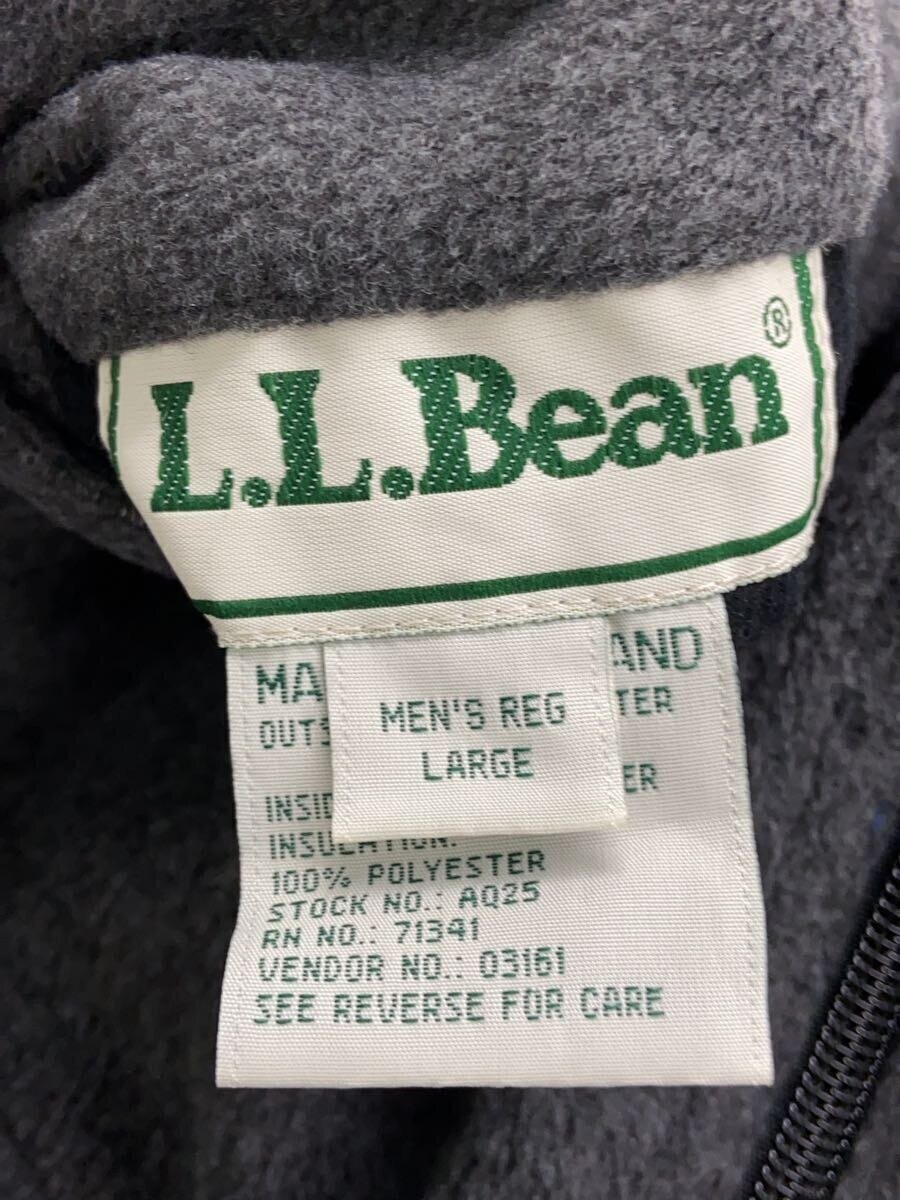 L.L.Bean®
MEN'S REG
LARGE
100% POLYESTER
STOCK NO.: AQ25
RN NO.: 71341
VENDOR NO.: 03161
SEE REVERSE FOR CARE